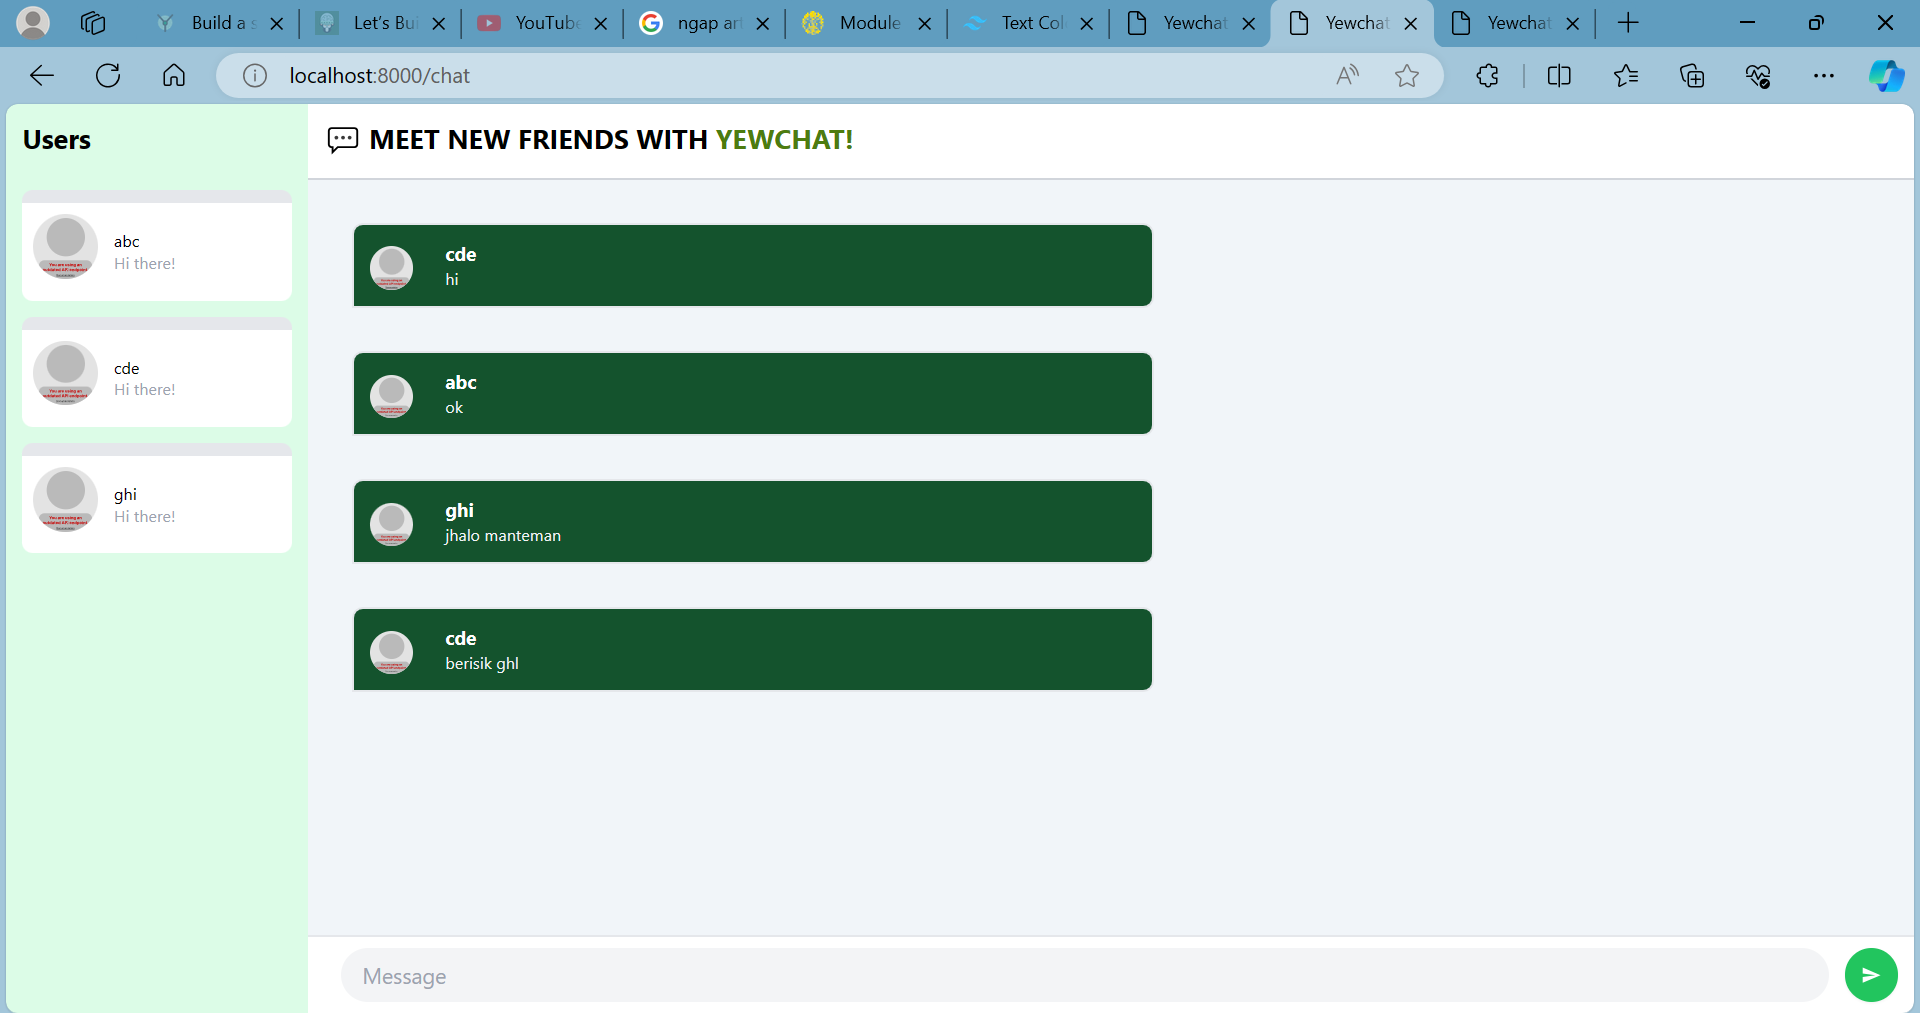 Build a s
Let's Bui
YouTube
ngap art
Module
Text Col
Yewchat
Yewchat
Yewchat
localhost:8000/chat
Users
MEET NEW FRIENDS WITH YEWCHAT!
abc
Hi there!
cde
Hi there!
ghi
Hi there!
cde
hi
abc
ok
ghi
jhalo manteman
cde
berisik ghl
Message